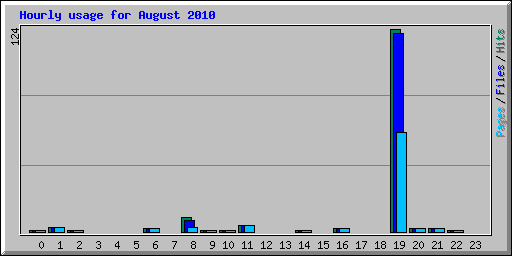 Hourly usage for August 2010
124
Pages/Files/Hits
0 1 2 3 4 5 6 7 8 9 10 11 12 13 14 15 16 17 18 19 20 21 22 23